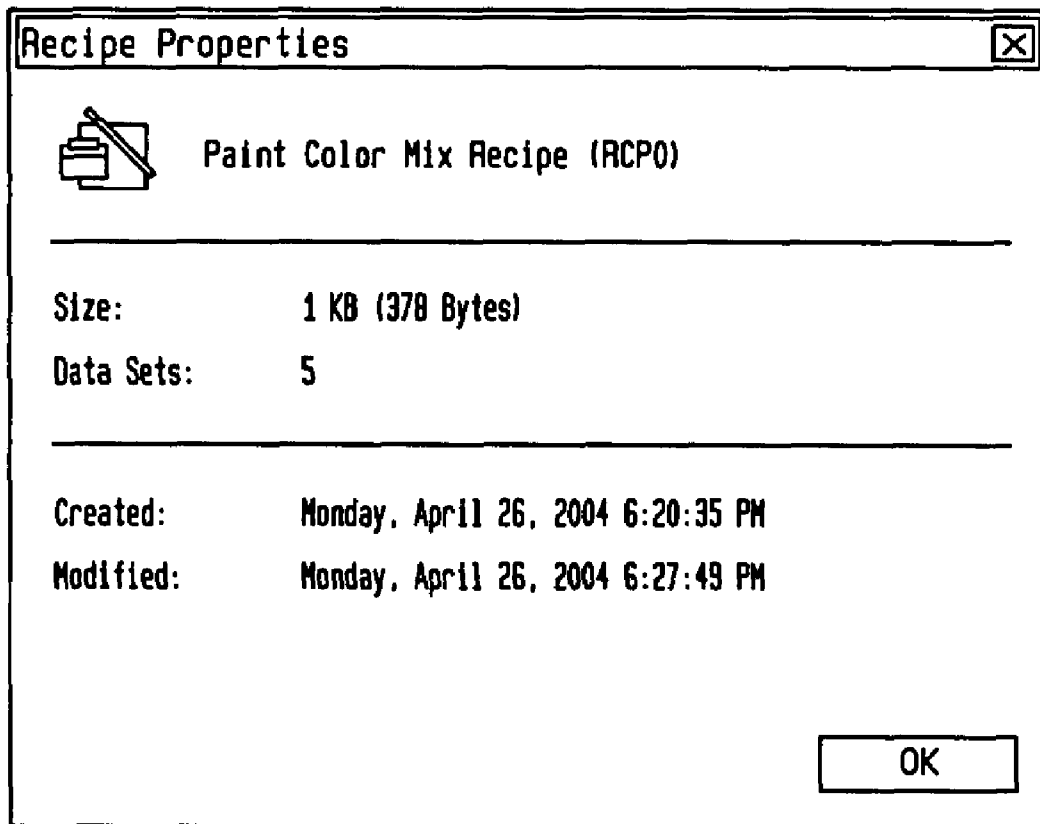 Recipe Properties
Paint Color Mix Recipe (RCP0)
Size: 1 KB (378 Bytes)
Data Sets: 5
Created: Monday, April 26, 2004 6:20:35 PM
Modified: Monday, April 26, 2004 6:27:49 PM
OK